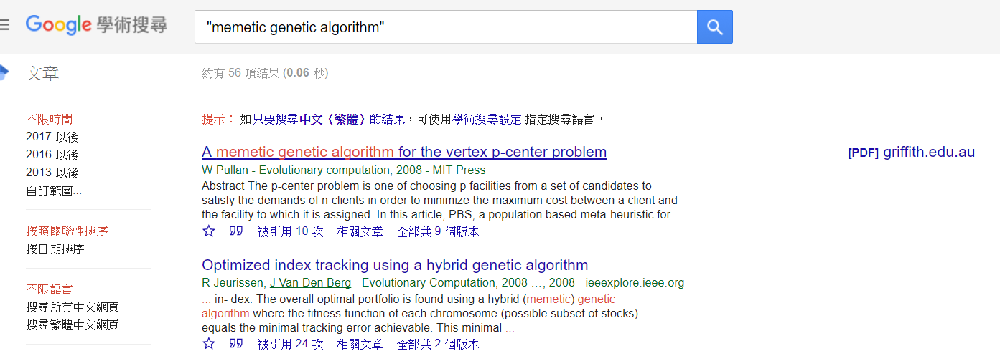 Google 學術搜尋
"memetic genetic algorithm"
文章
約有 56 項結果 (0.06 秒)
不限時間
2017 以後
2016 以後
2013 以後
自訂範圍...
按照關聯性排序
按日期排序
不限語言
搜尋所有中文網頁
搜尋繁體中文網頁
提示： 如只要搜尋中文（繁體）的結果，可使用學術搜尋設定.指定搜尋語言。
A memetic genetic algorithm for the vertex p-center problem
[PDF] griffith.edu.au
W Pullan - Evolutionary computation, 2008 - MIT Press
Abstract The p-center problem is one of choosing p facilities from a set of candidates to
satisfy the demands of n clients in order to minimize the maximum cost between a client and
the facility to which it is assigned. In this article, PBS, a population based meta-heuristic for
被引用 10 次 相關文章 全部共 9 個版本
Optimized index tracking using a hybrid genetic algorithm
R Jeurissen, J Van Den Berg - Evolutionary Computation, 2008 …, 2008 - ieeexplore.ieee.org
... in- dex. The overall optimal portfolio is found using a hybrid (memetic) genetic
algorithm where the fitness function of each chromosome (possible subset of stocks)
equals the minimal tracking error achievable. This minimal ...
被引用 24 次 相關文章 全部共 2 個版本